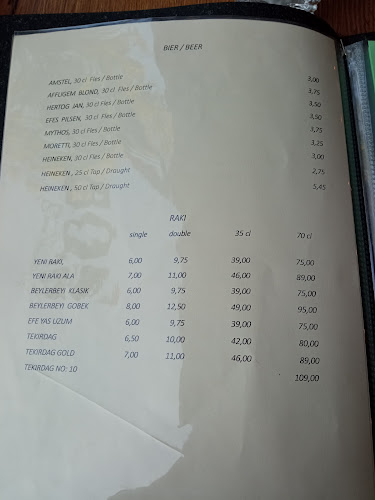 BIER / BEER
AMSTEL, 30 cl Fles / Bottle 3,00
AFFLIGEM BLOND, 30 cl Fles / Bottle 3,75
HERTOG JAN, 30 cl Fles / Bottle 3,50
EFES PILSEN, 30 cl Fles / Bottle 3,50
MYTHOS, 30 cl Fles / Bottle 3,75
MORETTI, 30 cl Fles / Bottle 3,25
HEINEKEN, 30 cl Fles / Bottle 3,00
HEINEKEN , 25 cl Tap / Draught 2,75
HEINEKEN , 50 cl Tap / Draught 5,45
RAKI
single double 35 cl 70 cl
YENI RAKI, 6,00 9,75 39,00 75,00
YENI RAKI ALA 7,00 11,00 46,00 89,00
BEYLERBEYI KLASIK 6,00 9,75 39,00 75,00
BEYLERBEYI GOBEK 8,00 12,50 49,00 95,00
EFE YAS UZUM 6,00 9,75 39,00 75,00
TEKIRDAG 6,50 10,00 42,00 80,00
TEKIRDAG GOLD 7,00 11,00 46,00 89,00
TEKIRDAG NO: 10 109,00